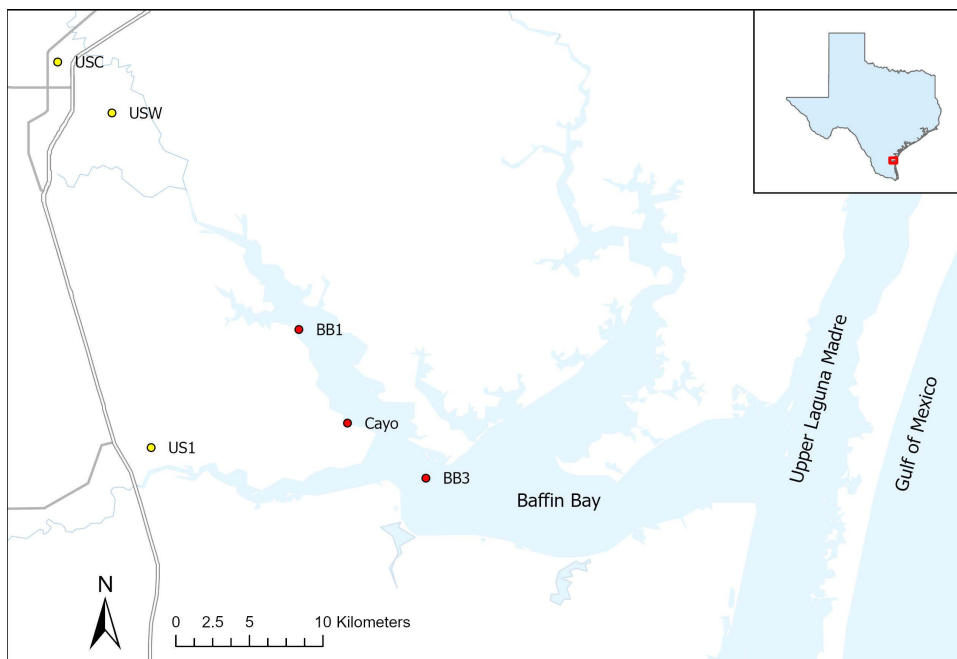 USC
USW
BB1
Cayo
US1
BB3
Baffin Bay
Upper Laguna Madre
Gulf of Mexico
N
0 2.5 5 10 Kilometers